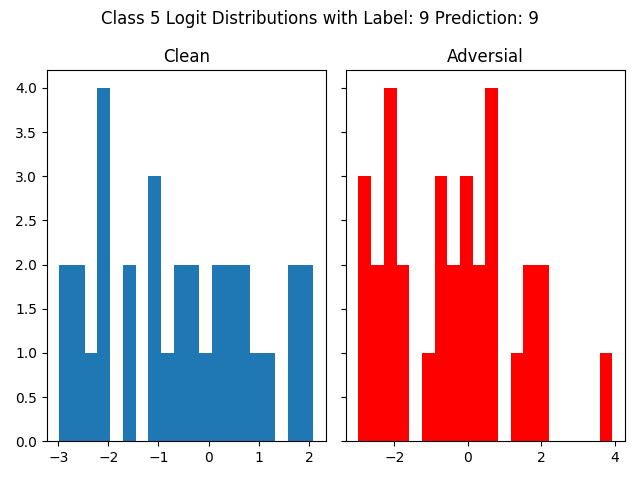 Class 5 Logit Distributions with Label: 9 Prediction: 9
Clean
Adversial
4.0
3.5
3.0
2.5
2.0
1.5
1.0
0.5
0.0
−3 −2 −1 0 1 2
−2 0 2 4